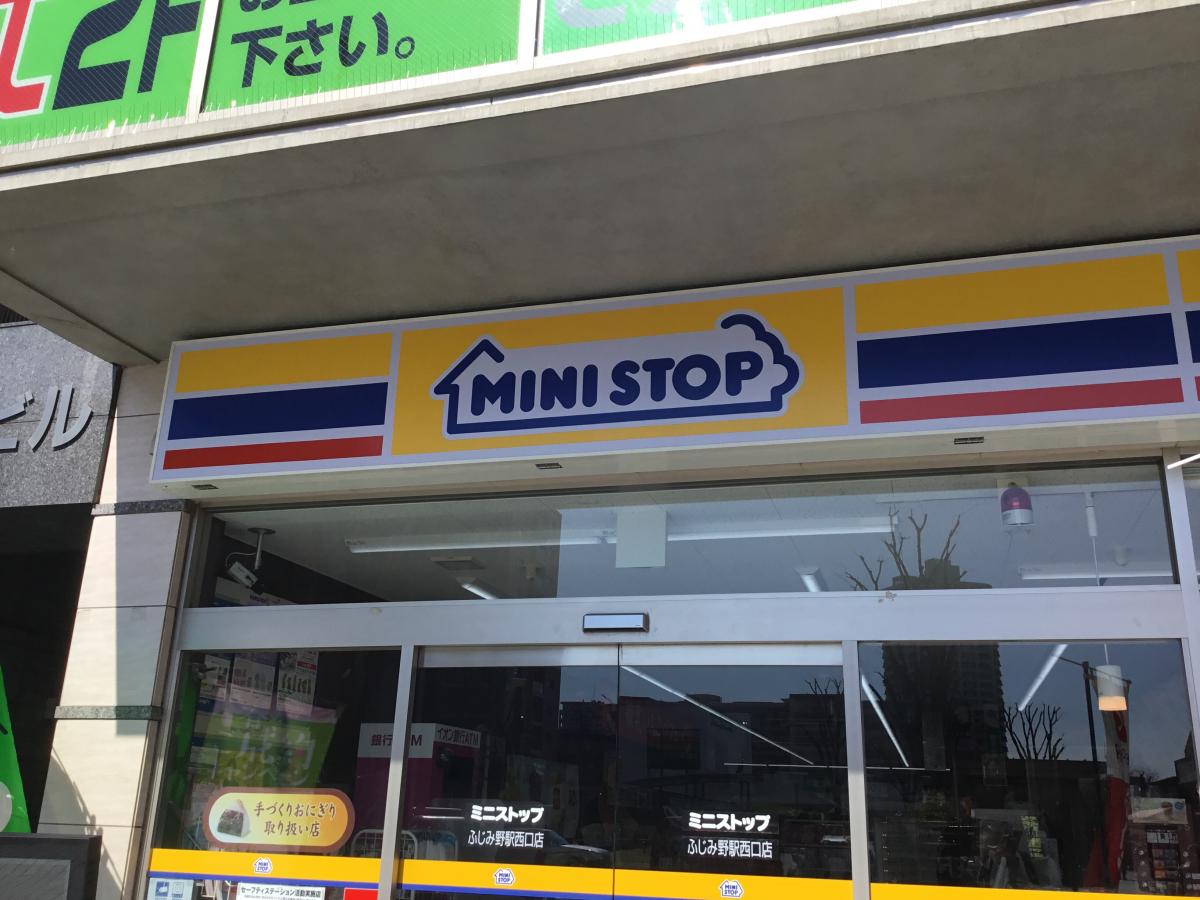 2F
下さい。
MINI STOP
ビル
銀行ATM
イオン銀行ATM
手づくりおにぎり
取り扱い店
ミニストップ
ふじみ野駅西口店
ミニストップ
ふじみ野駅西口店
MINI
STOP
MINI
STOP
MINI
STOP
セーフティステーション活動実施店